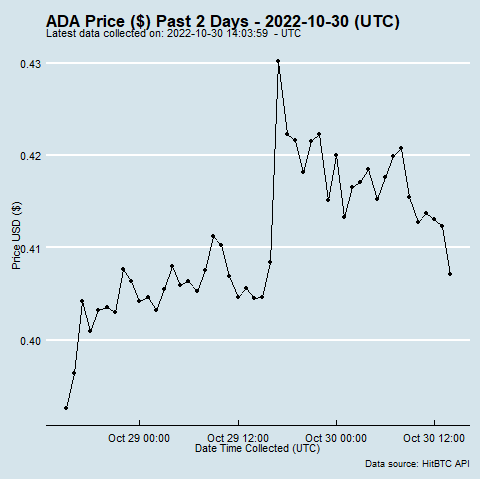 ADA Price ($) Past 2 Days - 2022-10-30 (UTC)
Latest data collected on: 2022-10-30 14:03:59 - UTC
0.43
0.42
0.41
0.40
Price USD ($)
Oct 29 00:00
Oct 29 12:00
Oct 30 00:00
Oct 30 12:00
Date Time Collected (UTC)
Data source: HitBTC API